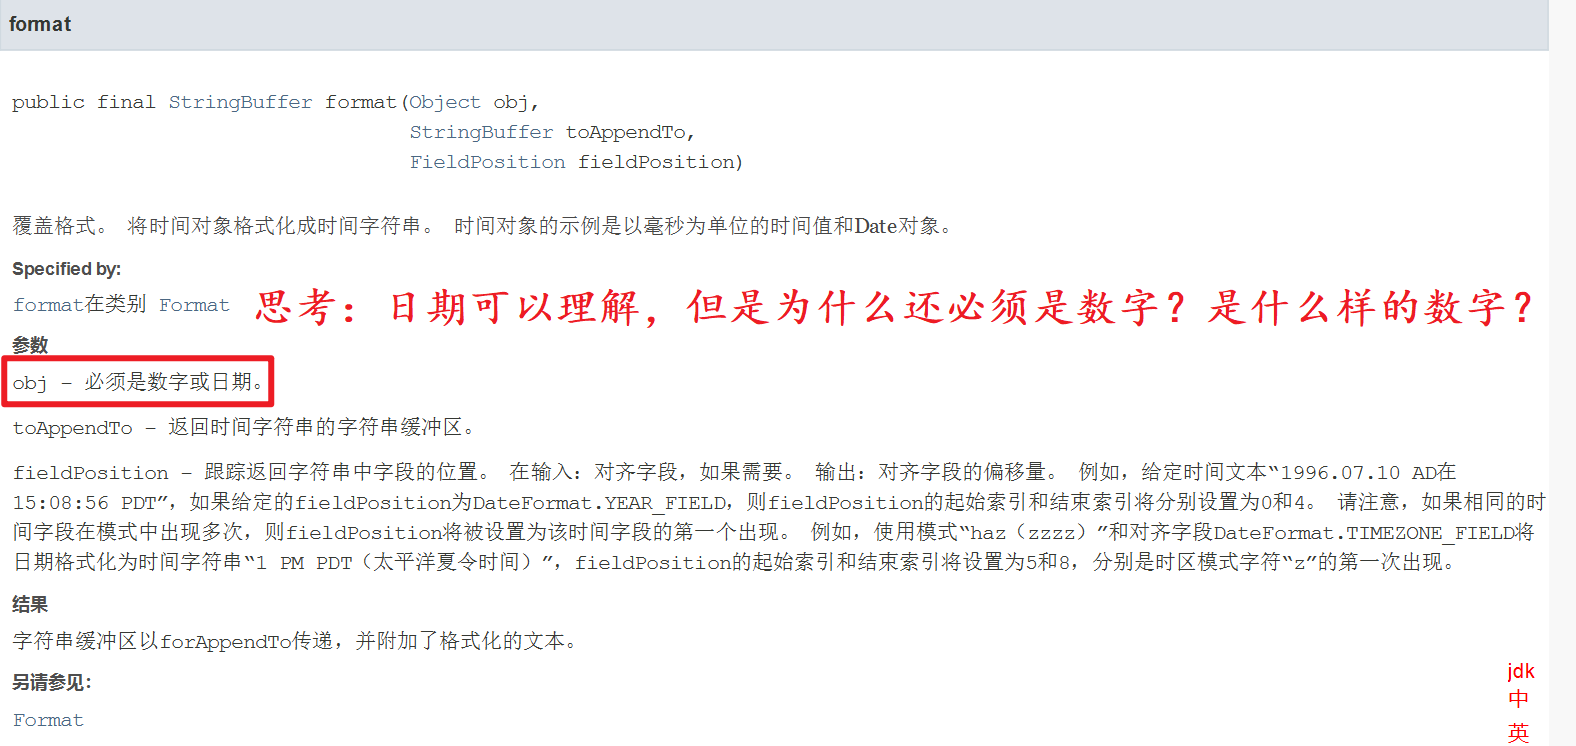 format
public final StringBuffer format(Object obj,
StringBuffer toAppendTo,
FieldPosition fieldPosition)
覆盖格式。 将时间对象格式化成时间字符串。 时间对象的示例是以毫秒为单位的时间值和Date对象。
Specified by:
format在类别 Format
思考：日期可以理解，但是为什么还必须是数字？是什么样的数字？
参数
obj - 必须是数字或日期。
toAppendTo - 返回时间字符串的字符串缓冲区。
fieldPosition - 跟踪返回字符串中字段的位置。 在输入：对齐字段，如果需要。 输出：对齐字段的偏移量。 例如，给定时间文本“1996.07.10 AD在
15:08:56 PDT”，如果给定的fieldPosition为DateFormat.YEAR_FIELD，则fieldPosition的起始索引和结束索引将分别设置为0和4。 请注意，如果相同的时
间字段在模式中出现多次，则fieldPosition将被设置为该时间字段的第一个出现。 例如，使用模式“haz（zzzz）”和对齐字段DateFormat.TIMEZONE_FIELD将
日期格式化为时间字符串“1 PM PDT（太平洋夏令时间）”，fieldPosition的起始索引和结束索引将设置为5和8，分别是时区模式字符“z”的第一次出现。
结果
字符串缓冲区以forAppendTo传递，并附加了格式化的文本。
另请参见：
Format
jdk
中
英